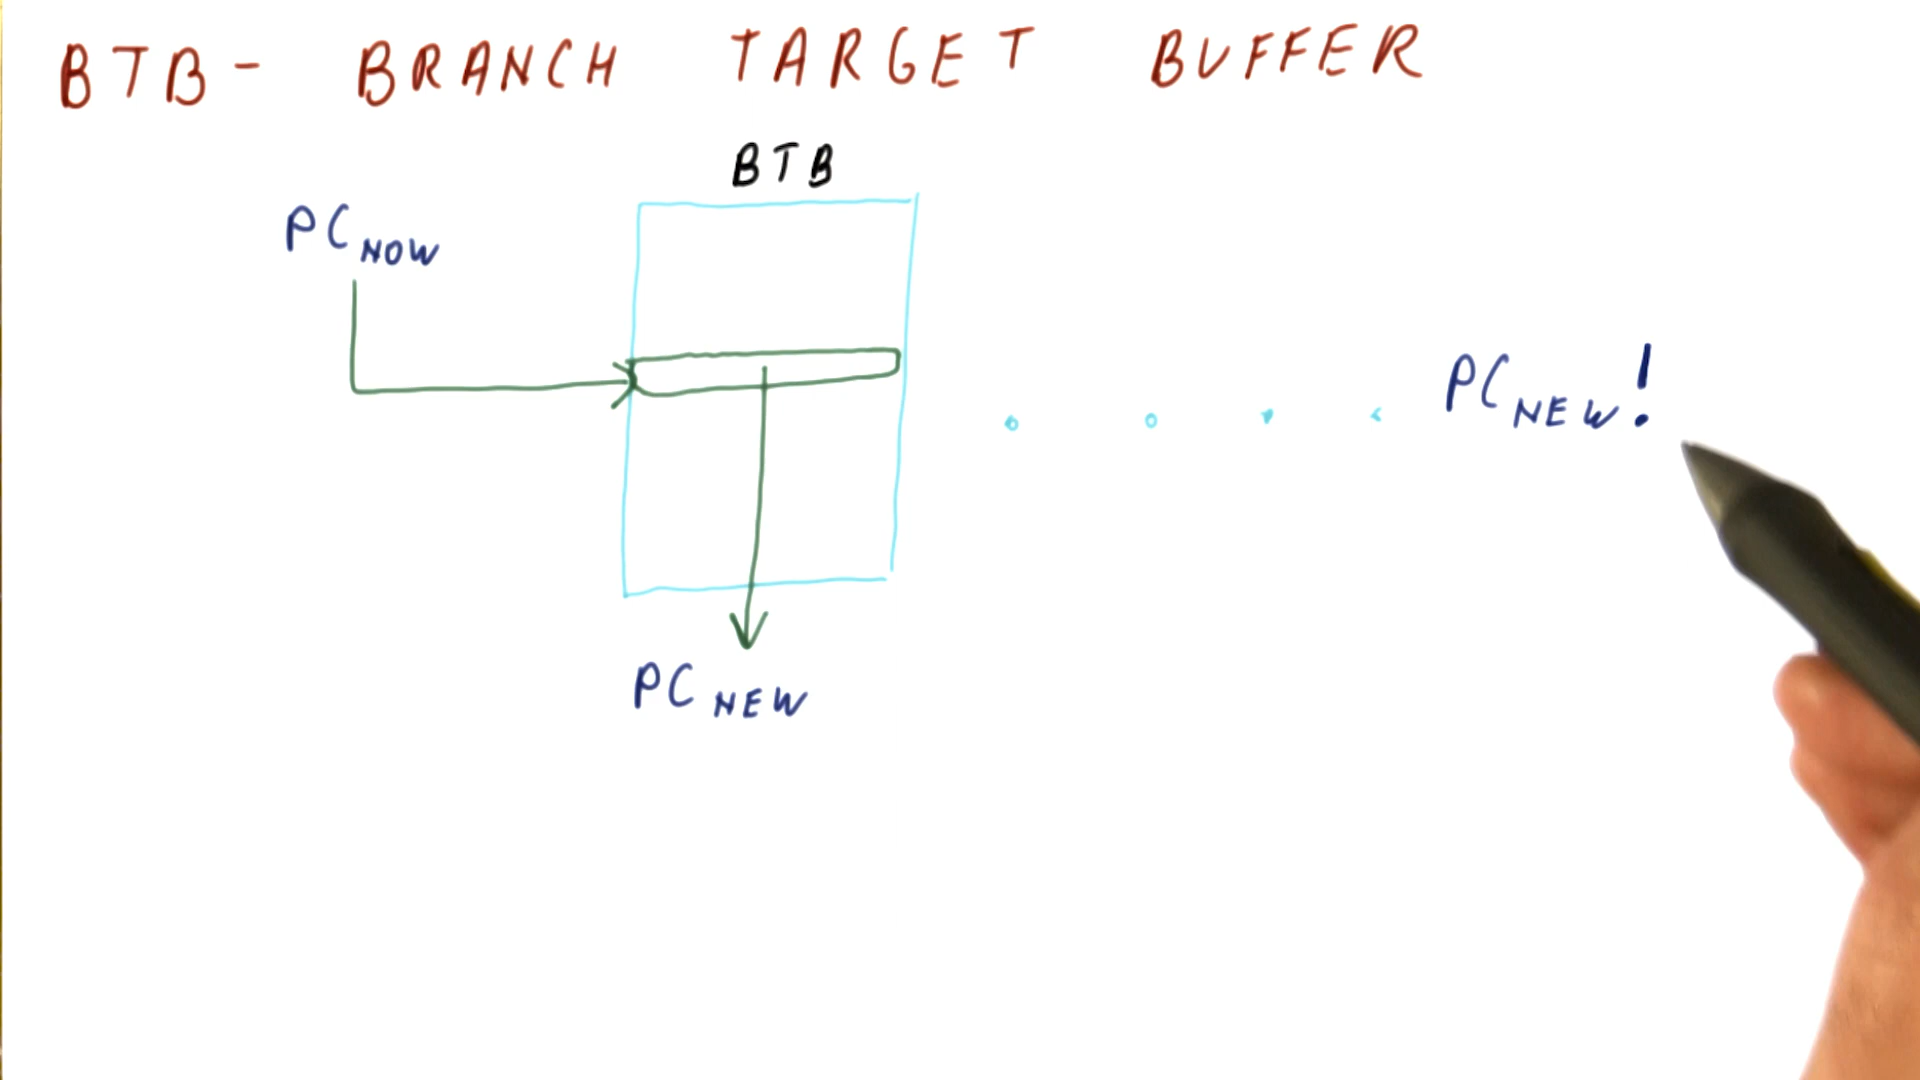 BTB - BRANCH TARGET BUFFER
BTB
PC NOW
PC NEW!
PC NEW